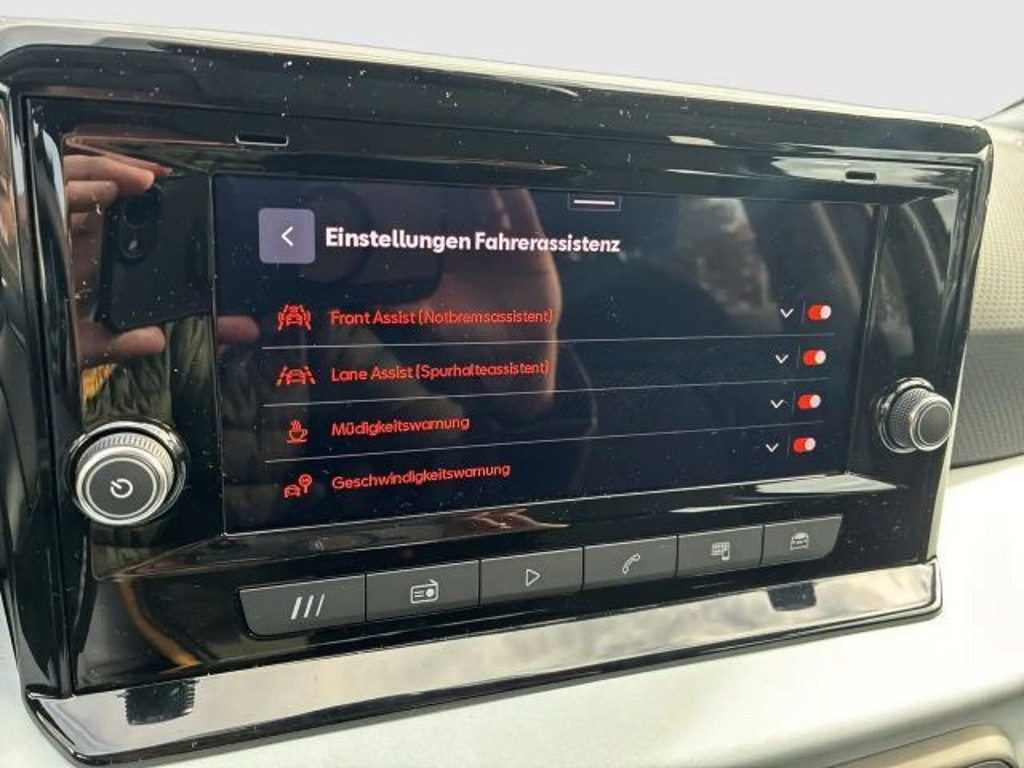 Einstellungen Fahrerassistenz
Front Assist (Notbremsassistent)
Lane Assist (Spurhalteassistent)
Müdigkeitswarnung
Geschwindigkeitswarnung